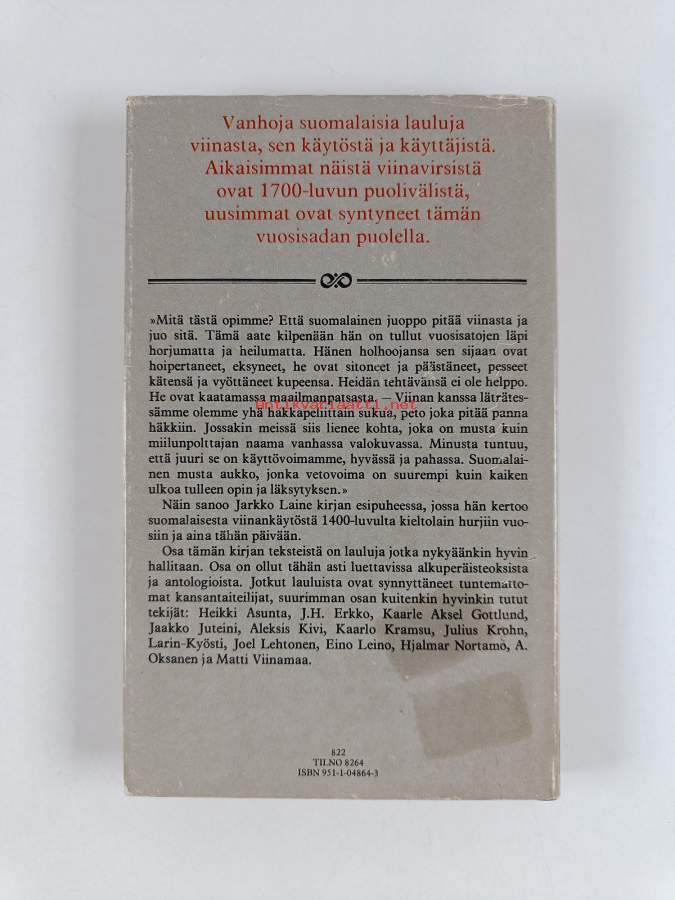 Vanhoja suomalaisia lauluja
viinasta, sen käytöstä ja käyttäjistä.
Aikaisimmat näistä viinavirsistä
ovat 1700-luvun puolivälistä,
uusimmat ovat syntyneet tämän
vuosisadan puolella.
»Mitä tästä opimme? Että suomalainen juoppo pitää viinasta ja
juo sitä. Tämä aate kilpenään hän on tullut vuosisatojen läpi
horjumatta ja heilumatta. Hänen holhoojansa sen sijaan ovat
hoipertaneet, eksyneet, he ovat sitoneet ja päästäneet, pesseet
kätensä ja vyöttäneet kupeensa. Heidän tehtävänsä ei ole helppo.
He ovat kaatamassa maailmanpatsasta. — Viinan kanssa läträtes-
Antikvariaatti.net
sämme olemme yhä hakkapeliittain sukua, peto joka pitää panna
häkkiin. Jossakin meissä siis lienee kohta, joka on musta kuin
miilunpolttajan naama vanhassa valokuvassa. Minusta tuntuu,
että juuri se on käyttövoimamme, hyvässä ja pahassa. Suomalai-
nen musta aukko, jonka vetovoima on suurempi kuin kaiken
ulkoa tulleen opin ja läksytyksen.»
Näin sanoo Jarkko Laine kirjan esipuheessa, jossa hän kertoo
suomalaisesta viinankäytöstä 1400-luvulta kieltolain hurjiin vuo-
siin ja aina tähän päivään.
Osa tämän kirjan teksteistä on lauluja jotka nykyäänkin hyvin
hallitaan. Osa on ollut tähän asti luettavissa alkuperäisteoksista
ja antologioista. Jotkut lauluista ovat synnyttäneet tuntematto-
mat kansantaiteilijat, suurimman osan kuitenkin hyvinkin tutut
tekijät: Heikki Asunta, J.H. Erkko, Kaarle Aksel Gottlund,
Jaakko Juteini, Aleksis Kivi, Kaarlo Kramsu, Julius Krohn,
Larin-Kyösti, Joel Lehtonen, Eino Leino, Hjalmar Nortamo, A.
Oksanen ja Matti Viinamaa.
822
TILNO 8264
ISBN 951-1-04864-3